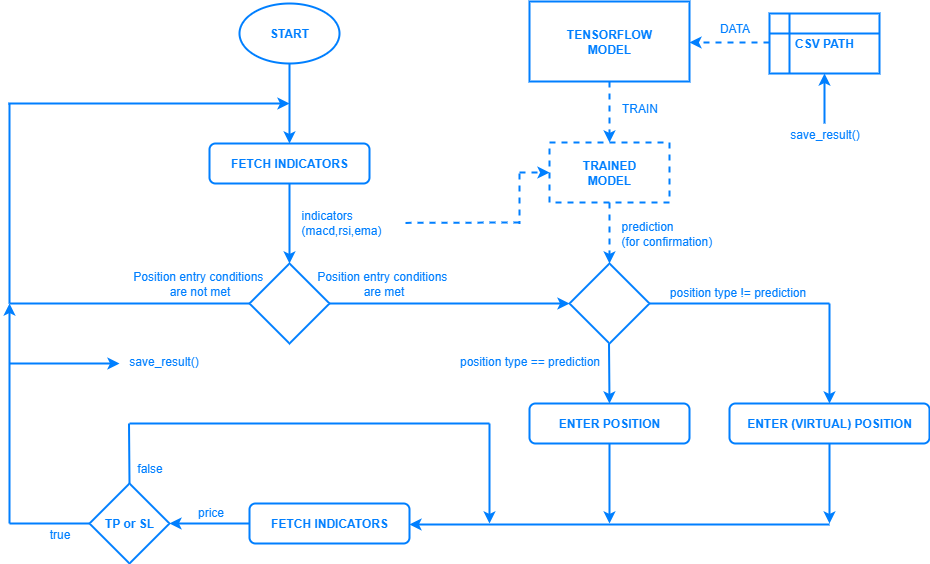 START
TENSORFLOW
MODEL
DATA
CSV PATH
TRAIN
save_result()
FETCH INDICATORS
TRAINED
MODEL
indicators
(macd,rsi,ema)
prediction
(for confirmation)
Position entry conditions
are not met
Position entry conditions
are met
position type != prediction
save_result()
position type == prediction
ENTER POSITION
ENTER (VIRTUAL) POSITION
false
TP or SL
price
FETCH INDICATORS
true